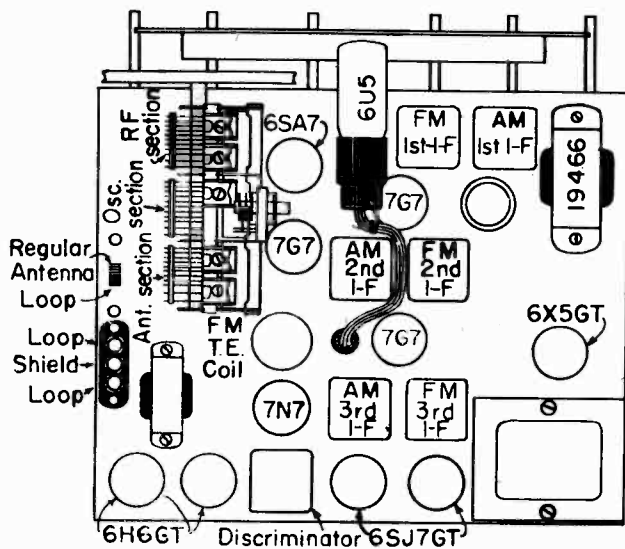 6U5
FM
1st I-F
AM
1st I-F
19466
RF
section
6SA7
Osc.
section
Ant. section
7G7
7G7
Regular
Antenna
Loop
AM
2nd
I-F
FM
2nd
I-F
6X5GT
Loop
Shield
Loop
FM
T.E.
Coil
7G7
7N7
AM
3rd
I-F
FM
3rd
I-F
6H6GT
Discriminator
6SJ7GT